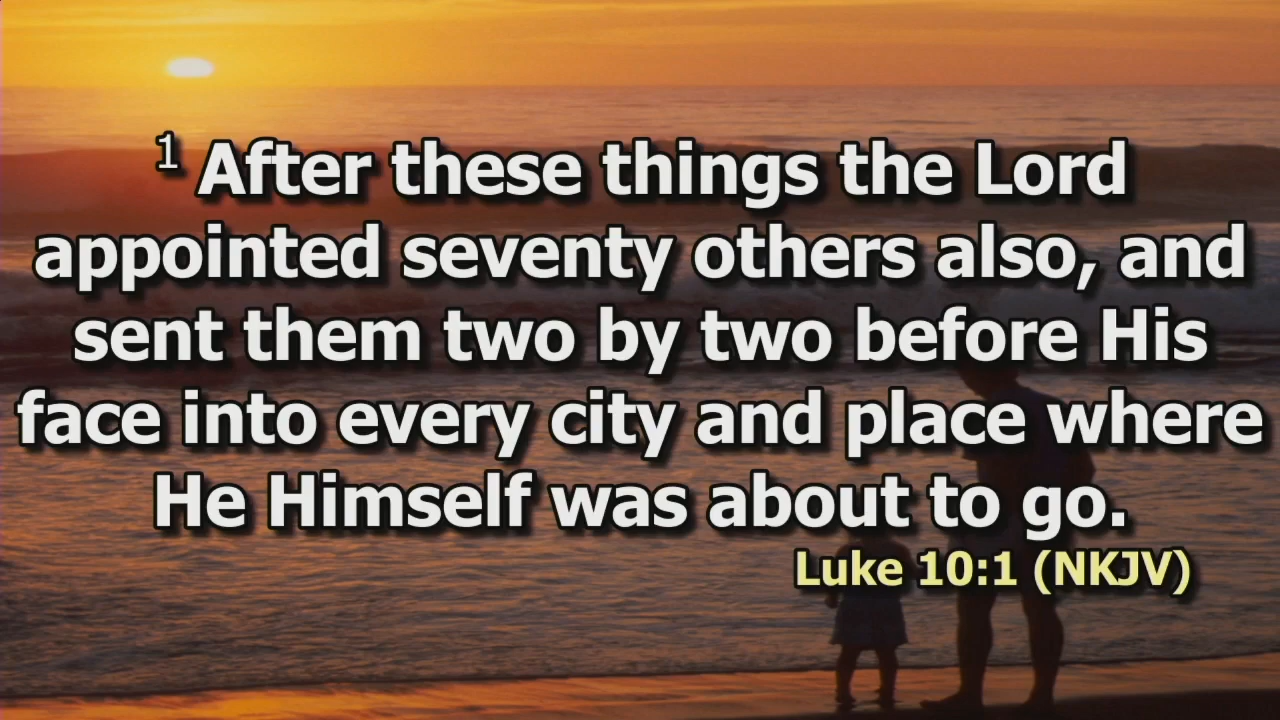 1 After these things the Lord
appointed seventy others also, and
sent them two by two before His
face into every city and place where
He Himself was about to go.
Luke 10:1 (NKJV)